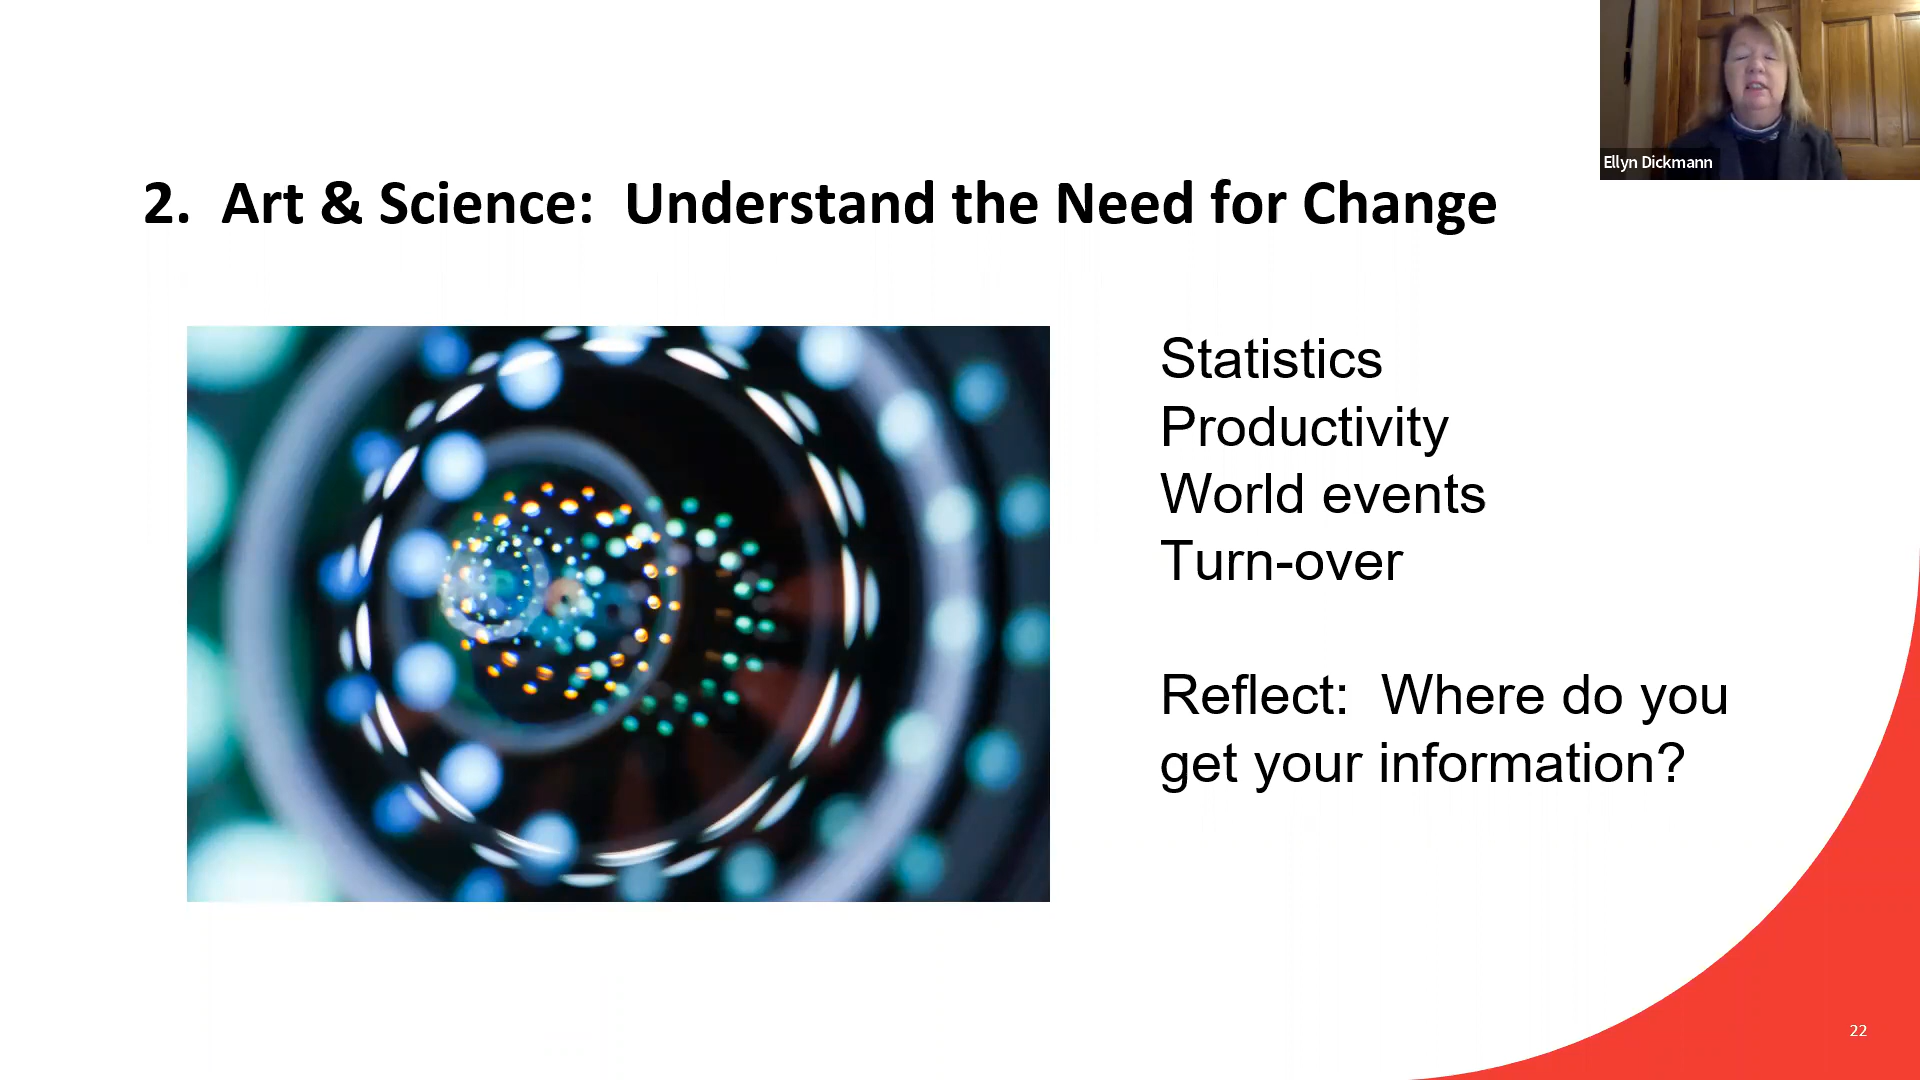 Ellyn Dickmann
2. Art & Science: Understand the Need for Change
Statistics
Productivity
World events
Turn-over
Reflect: Where do you
get your information?
22